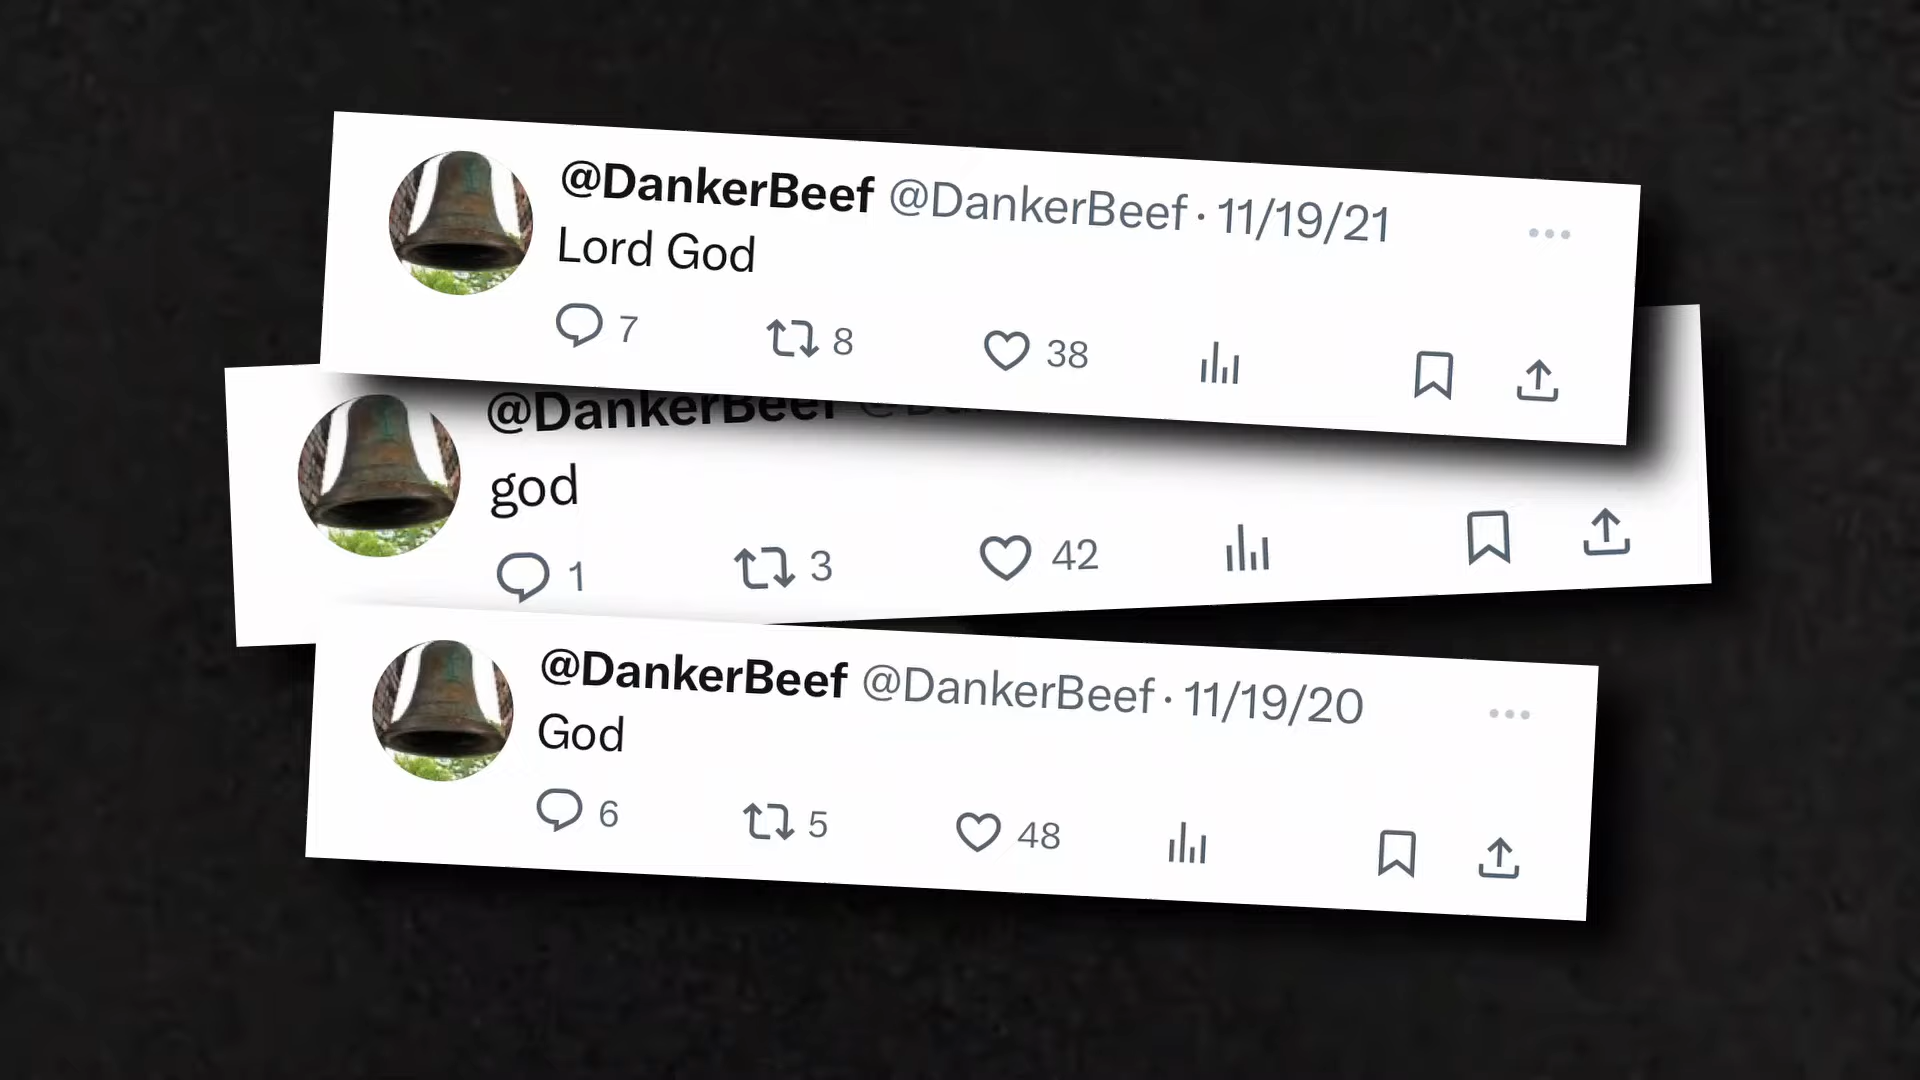 @DankerBeef @DankerBeef · 11/19/21
Lord God
7 8 38
@DankerBeef
god
1 3 42
@DankerBeef @DankerBeef · 11/19/20
God
6 5 48